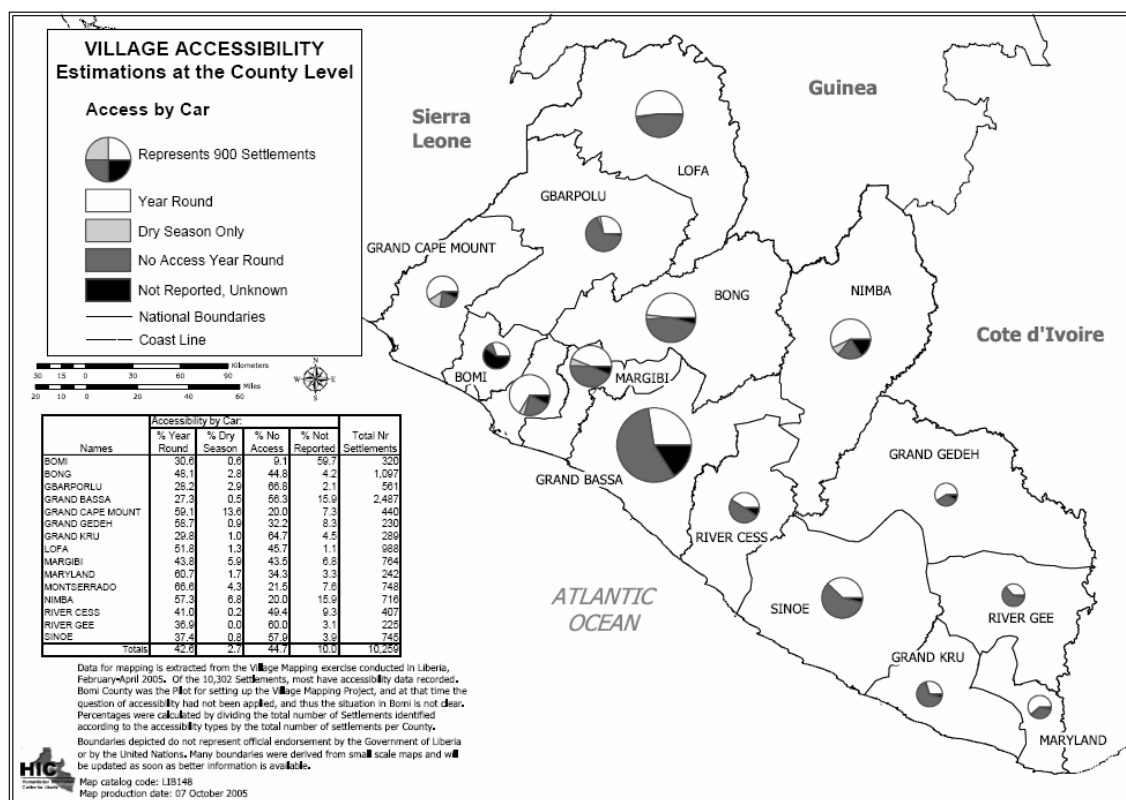 VILLAGE ACCESSIBILITY
Estimations at the County Level
Access by Car
Represents 900 Settlements
Year Round
Dry Season Only
No Access Year Round
Not Reported, Unknown
National Boundaries
Coast Line
Kilometers
30 15 0 30 60 90
Miles
20 10 0 20 40 60
N
W E
S
Sierra
Leone
Guinea
Cote d'Ivoire
ATLANTIC
OCEAN
LOFA
GBARPOLU
GRAND CAPE MOUNT
BONG
NIMBA
BOMI
MARGIBI
GRAND BASSA
GRAND GEDEH
RIVER CESS
SINOE
RIVER GEE
GRAND KRU
MARYLAND
Accessibility by Car:
Names % Year Round % Dry Season % No Access % Not Reported Total Nr Settlements
BOMI 30.6 0.6 9.1 59.7 320
BONG 48.1 2.8 44.8 4.2 1,097
GBARPORLU 28.2 2.9 66.8 2.1 561
GRAND BASSA 27.3 0.5 56.3 15.9 2,487
GRAND CAPE MOUNT 59.1 13.6 20.0 7.3 440
GRAND GEDEH 58.7 0.9 32.2 8.3 230
GRAND KRU 29.8 1.0 64.7 4.5 289
LOFA 51.8 1.3 45.7 1.1 988
MARGIBI 43.8 5.9 43.5 6.8 764
MARYLAND 60.7 1.7 34.3 3.3 242
MONTSERRADO 66.6 4.3 21.5 7.6 748
NIMBA 57.3 6.8 20.0 15.9 716
RIVER CESS 41.0 0.2 49.4 9.3 407
RIVER GEE 36.9 0.0 60.0 3.1 225
SINOE 37.4 0.8 57.9 3.9 745
Totals 42.6 2.7 44.7 10.0 10,259
Data for mapping is extracted from the Village Mapping exercise conducted in Liberia,
February-April 2005. Of the 10,302 Settlements, most have accessibility data recorded.
Bomi County was the Pilot for setting up the Village Mapping Project, and at that time the
question of accessibility had not been applied, and thus the situation in Bomi is not clear.
Percentages were calculated by dividing the total number of Settlements identified
according to the accessibility types by the total number of settlements per County.
Boundaries depicted do not represent official endorsement by the Government of Liberia
or by the United Nations. Many boundaries were derived from small scale maps and will
be updated as soon as better information is available.
HIC
Map catalog code: LIB148
Map production date: 07 October 2005